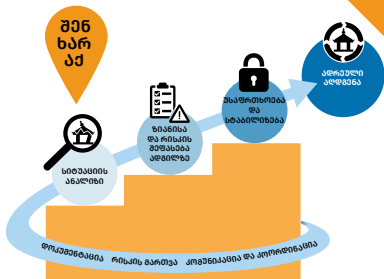 შენ
ხარ
აქ
სიტუაციის
ანალიზი
ზიანისა
და რისკის
შეფასება
ადგილზე
უსაფრთხოება
და
სტაბილიზება
ადრეული
აღდგენა
დოკუმენტაცია რისკის მართვა კომუნიკაცია და კოორდინაცია